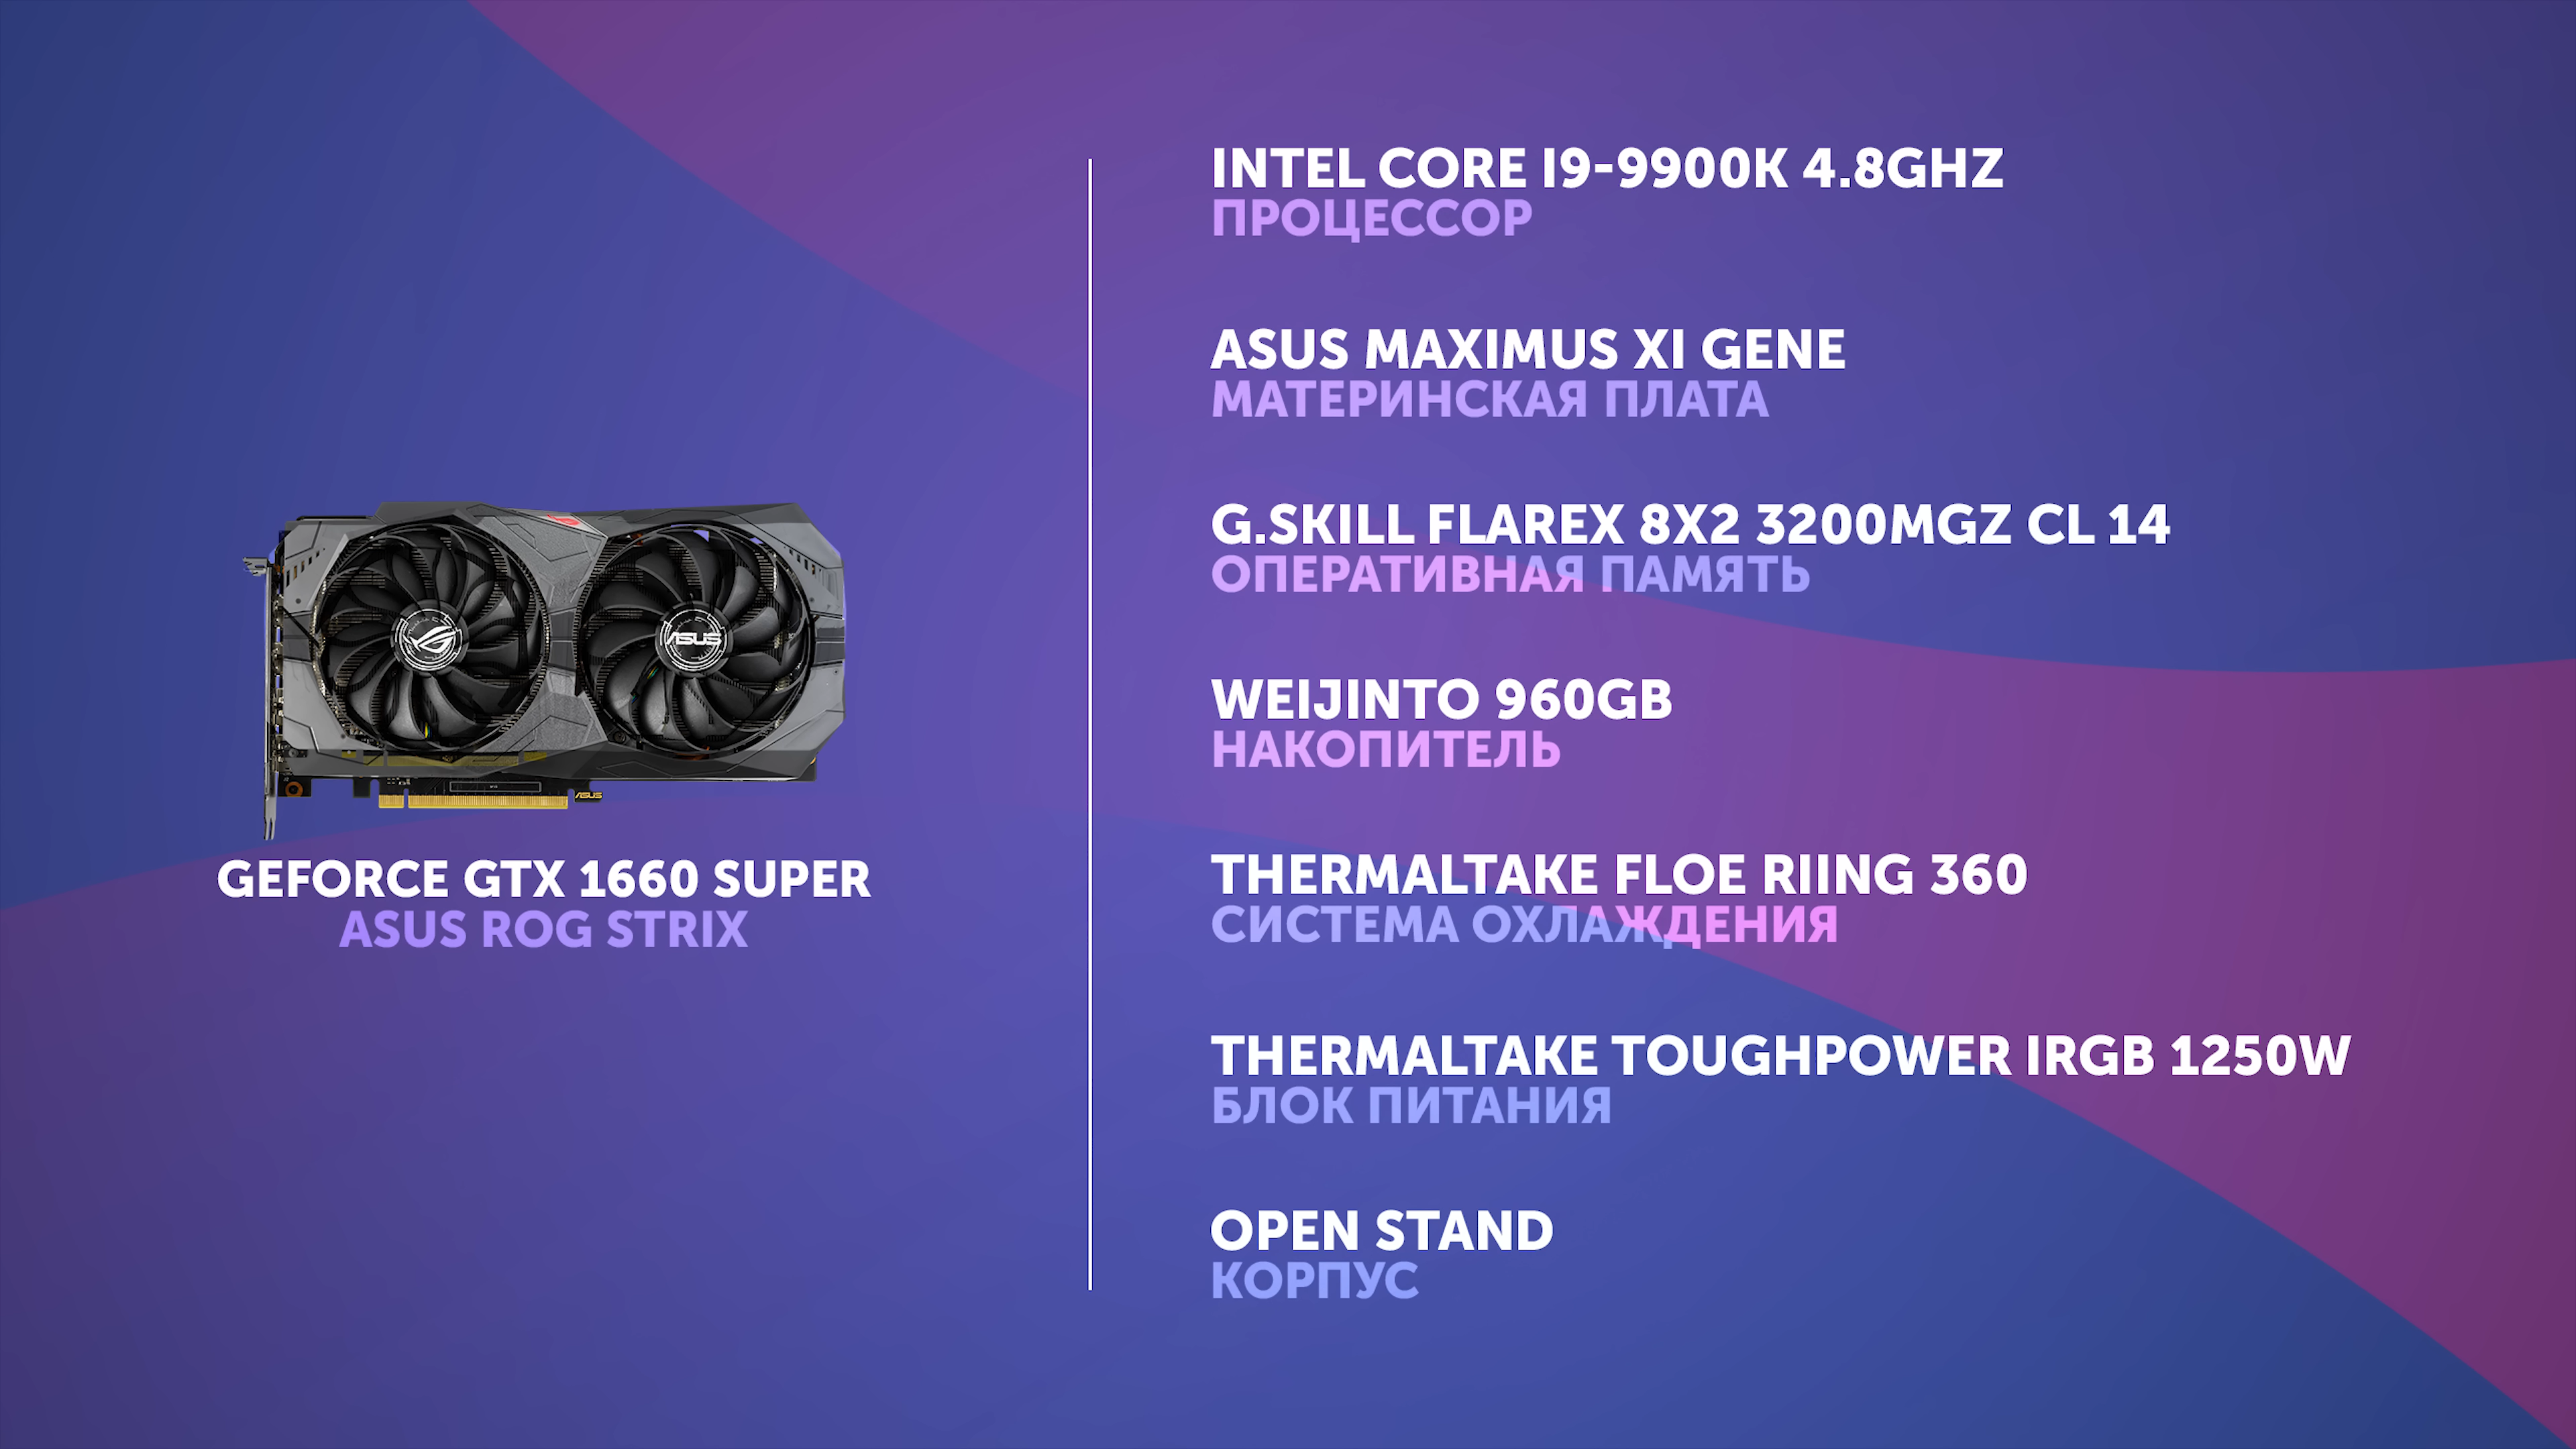 ASUS
ASUS
GEFORCE GTX 1660 SUPER
ASUS ROG STRIX
INTEL CORE I9-9900K 4.8GHZ
ПРОЦЕССОР
ASUS MAXIMUS XI GENE
МАТЕРИНСКАЯ ПЛАТА
G.SKILL FLAREX 8X2 3200MGZ CL 14
ОПЕРАТИВНАЯ ПАМЯТЬ
WEIJINTO 960GB
НАКОПИТЕЛЬ
THERMALTAKE FLOE RIING 360
СИСТЕМА ОХЛАЖДЕНИЯ
THERMALTAKE TOUGHPOWER IRGB 1250W
БЛОК ПИТАНИЯ
OPEN STAND
КОРПУС